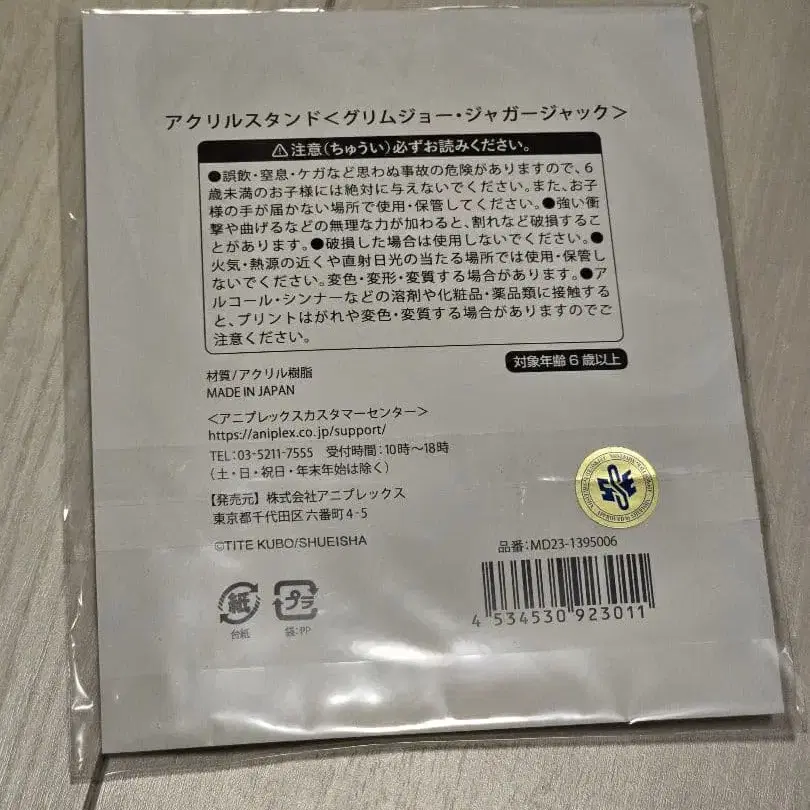 アクリルスタンド＜グリムジョー・ジャガージャック＞
⚠注意（ちゅうい）必ずお読みください。
●誤飲・窒息・ケガなど思わぬ事故の危険がありますので、6
歳未満のお子様には絶対に与えないでください。また、お子
様の手が届かない場所で使用・保管してください。●強い衝
撃や曲げるなどの無理な力が加わると、割れなど破損するこ
とがあります。●破損した場合は使用しないでください。●
火気・熱源の近くや直射日光の当たる場所では使用・保管し
ないでください。変色・変形・変質する場合があります。●ア
ルコール・シンナーなどの溶剤や化粧品・薬品類に接触する
と、プリントはがれや変色・変質する場合がありますのでご
注意ください。
対象年齢6歳以上
材質/アクリル樹脂
MADE IN JAPAN
＜アニプレックスカスタマーセンター＞
https://aniplex.co.jp/support/
TEL：03-5211-7555　受付時間：10時〜18時
（土・日・祝日・年末年始は除く）
【発売元】株式会社アニプレックス
東京都千代田区六番町4-5
©TITE KUBO/SHUEISHA
品番：MD23-1395006
4 534530 923011
紙
台紙
プラ
袋：PP